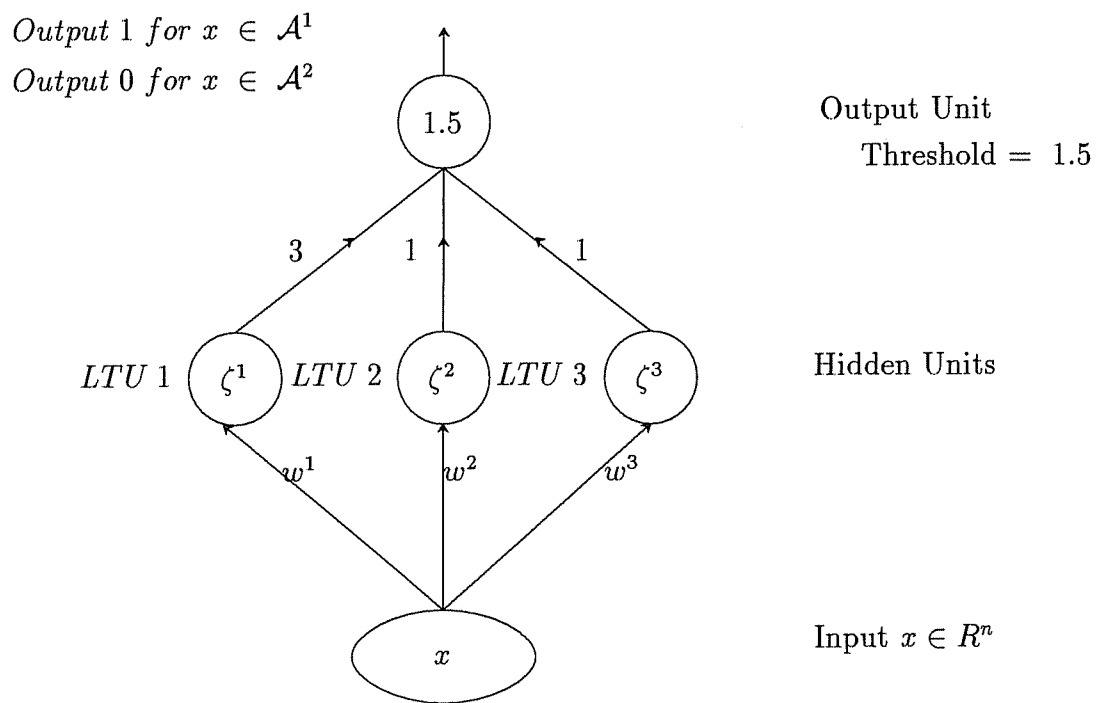 Output 1 for x ∈ 𝒜¹
Output 0 for x ∈ 𝒜²
1.5
Output Unit
Threshold = 1.5
3
1
1
LTU 1
ζ¹
LTU 2
ζ²
LTU 3
ζ³
Hidden Units
w¹
w²
w³
x
Input x ∈ Rⁿ